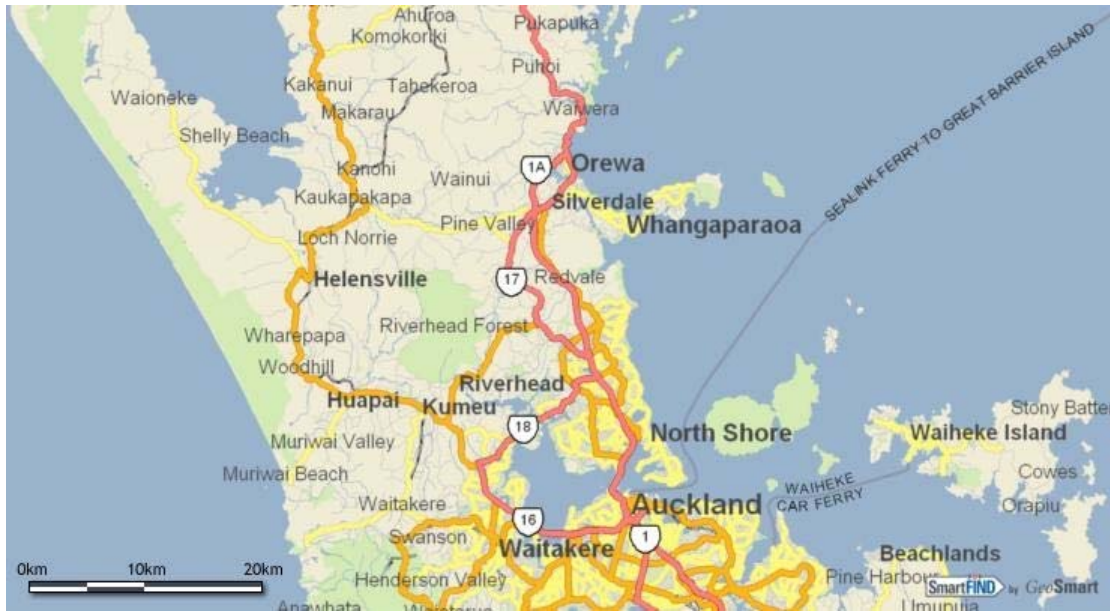 Ahuroa
Pukapuka
Komokoriki
Puhoi
Kakanui
Tahekeroa
Waioneke
Makarau
Waiwera
Shelly Beach
SEALINK FERRY TO GREAT BARRIER ISLAND
Kanohi
1A
Orewa
Wainui
Kaukapakapa
Silverdale
Pine Valley
Whangaparaoa
Loch Norrie
Helensville
17
Redvale
Wharepapa
Riverhead Forest
Woodhill
Riverhead
Huapai
Kumeu
Stony Batter
18
North Shore
Waiheke Island
Muriwai Valley
Muriwai Beach
Cowes
WAIHEKE
CAR FERRY
Waitakere
Auckland
Orapiu
16
1
Swanson
Waitakere
Beachlands
0km
10km
20km
Henderson Valley
Pine Harbour
SmartFIND by GeoSmart
Anawhata
Umupuia